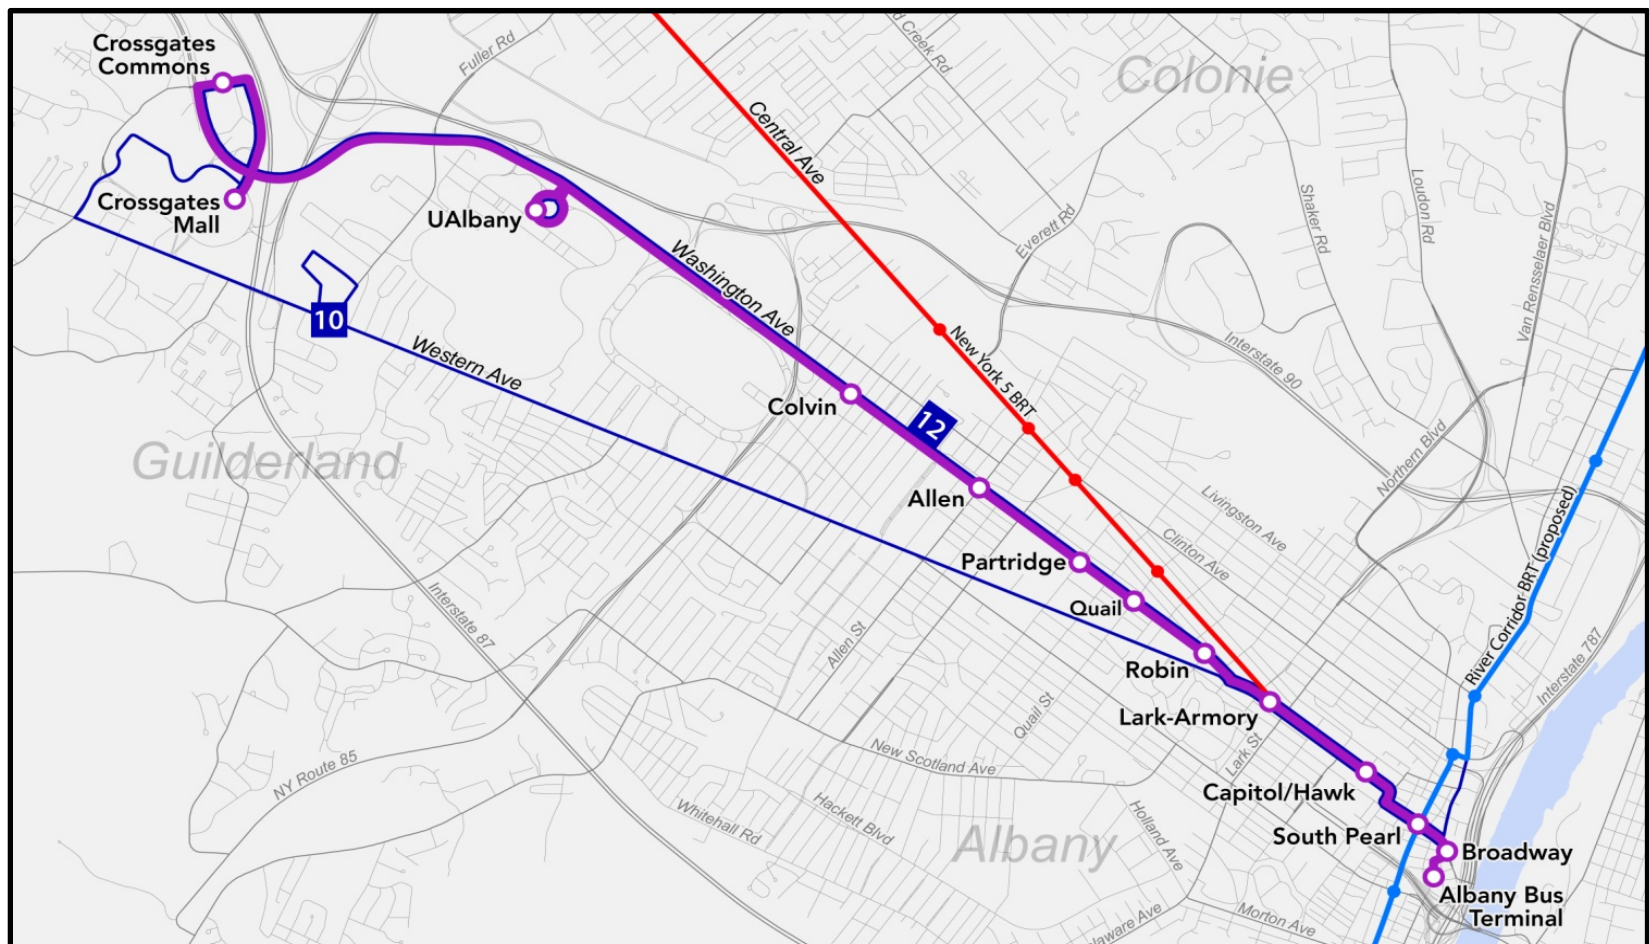 Crossgates
Commons
Fuller Rd
Creek Rd
Colonie
Central Ave
Crossgates
Mall
UAlbany
Washington Ave
Everett Rd
Shaker Rd
Loudon Rd
Van Rensselaer Blvd
10
Western Ave
New York 5 BRT
Interstate 90
Colvin
12
Guilderland
Northern Blvd
Allen
Livingston Ave
Clinton Ave
Partridge
Quail
River Corridor BRT (proposed)
Interstate 87
Allen St
Robin
Interstate 787
Lark-Armory
Quail St
Lark St
New Scotland Ave
NY Route 85
Capitol/Hawk
Whitehall Rd
Hackett Blvd
Holland Ave
Albany
South Pearl
Broadway
Albany Bus
Terminal
Morton Ave